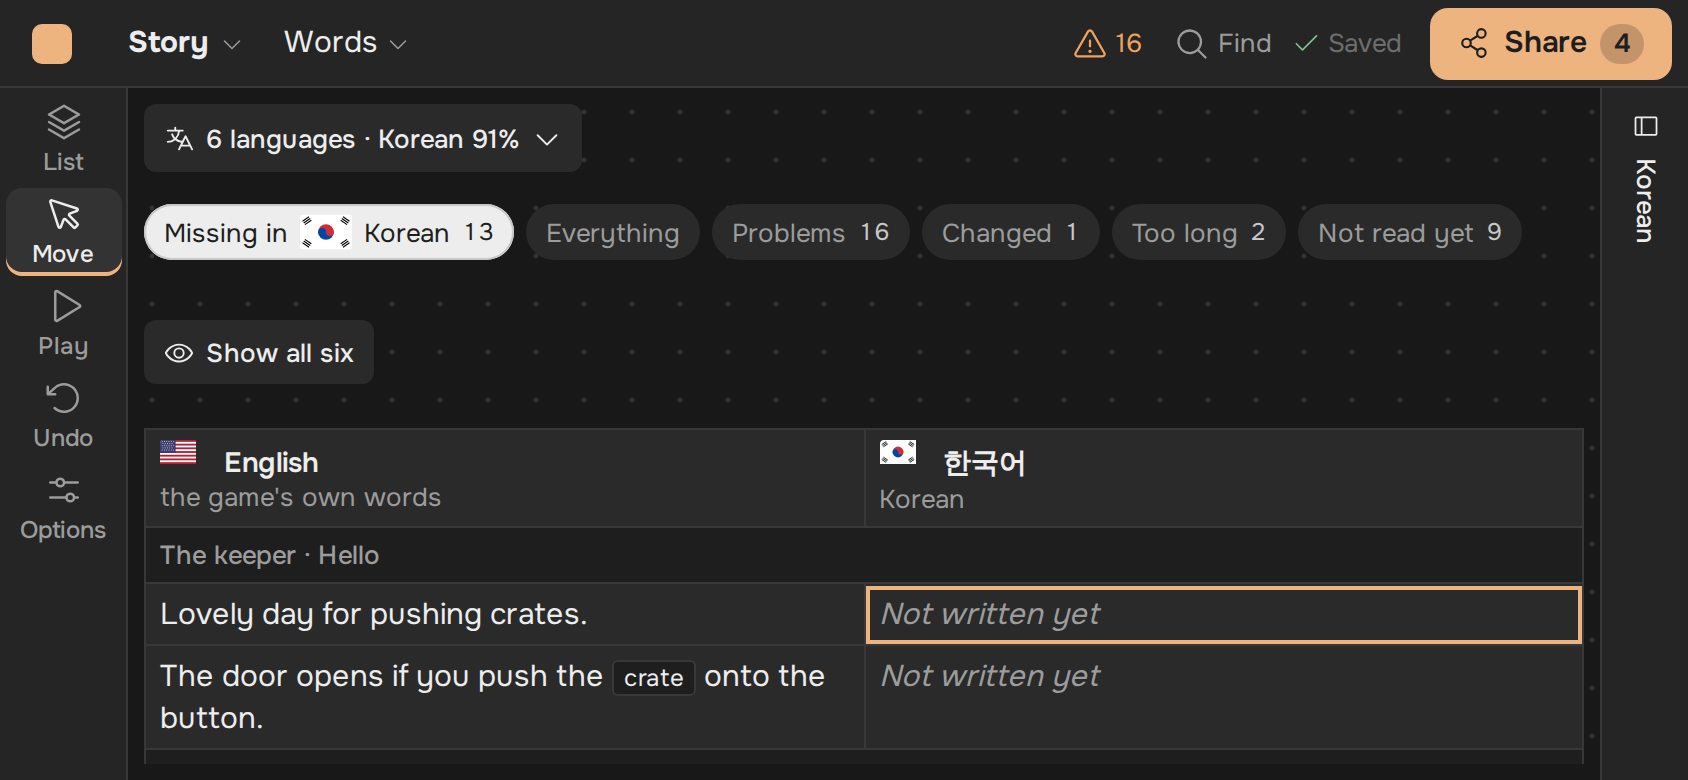 Story Words 16 Find Saved Share 4
List
Move
Play
Undo
Options
6 languages · Korean 91%
Missing in Korean 13 Everything Problems 16 Changed 1 Too long 2 Not read yet 9
Show all six
English 한국어
the game's own words Korean
The keeper · Hello
Lovely day for pushing crates. Not written yet
The door opens if you push the crate onto the Not written yet
button.
Korean